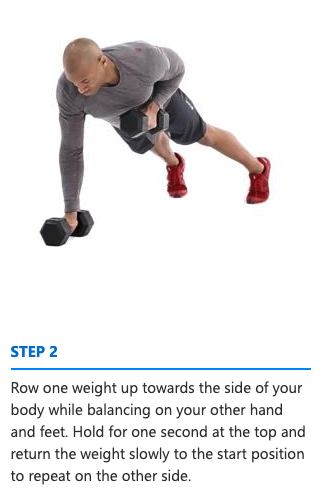 STEP 2
Row one weight up towards the side of your
body while balancing on your other hand
and feet. Hold for one second at the top and
return the weight slowly to the start position
to repeat on the other side.